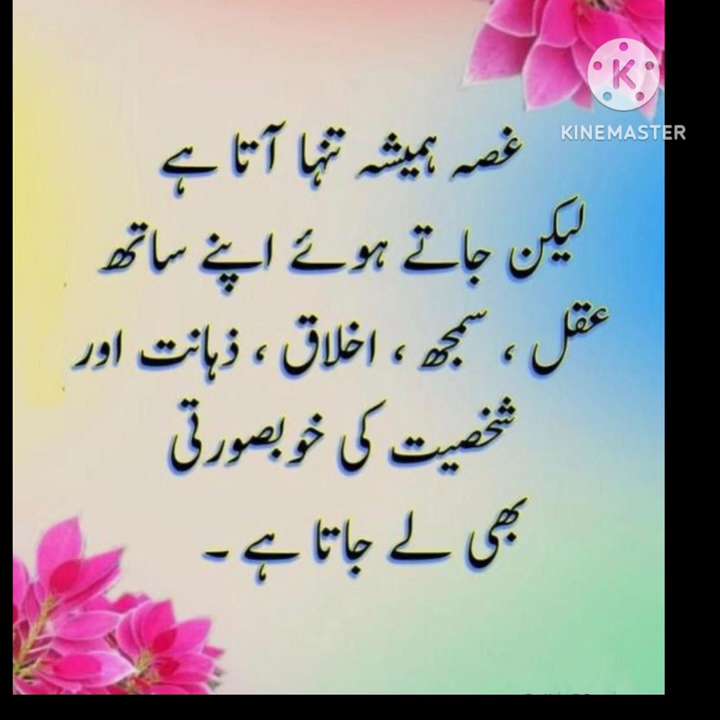 KINEMASTER
غصہ ہمیشہ تنہا آتا ہے
لیکن جاتے ہوئے اپنے ساتھ
عقل ، سمجھ ، اخلاق ، ذہانت اور
شخصیت کی خوبصورتی
بھی لے جاتا ہے ۔